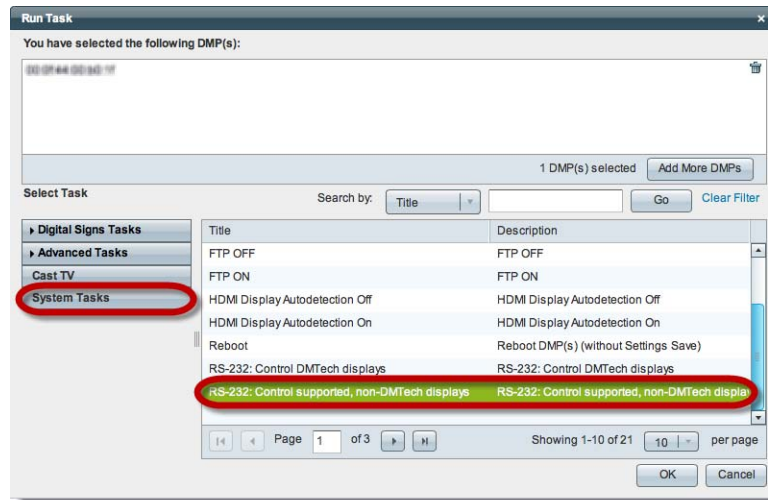 Run Task
You have selected the following DMP(s):
1 DMP(s) selected Add More DMPs
Select Task Search by: Title Go Clear Filter
Digital Signs Tasks
Advanced Tasks
Cast TV
System Tasks
Title Description
FTP OFF FTP OFF
FTP ON FTP ON
HDMI Display Autodetection Off HDMI Display Autodetection Off
HDMI Display Autodetection On HDMI Display Autodetection On
Reboot Reboot DMP(s) (without Settings Save)
RS-232: Control DMTech displays RS-232: Control DMTech displays
RS-232: Control supported, non-DMTech displays RS-232: Control supported, non-DMTech displa
Page 1 of 3 Showing 1-10 of 21 10 per page
OK Cancel